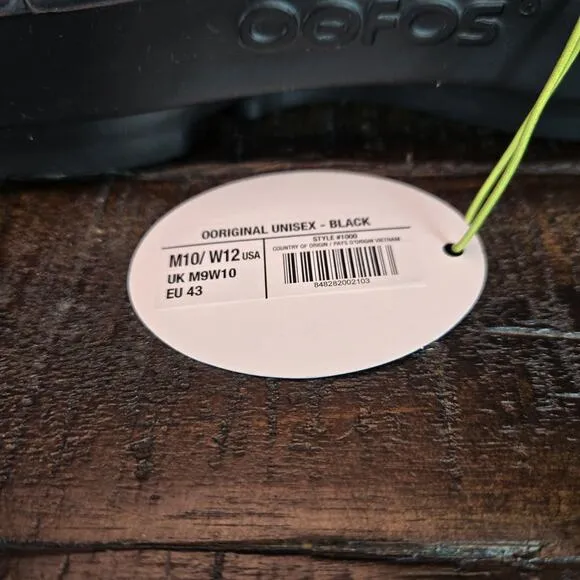 OOFOS
OORIGINAL UNISEX - BLACK
M10/ W12 USA
UK M9W10
EU 43
STYLE #1000
COUNTRY OF ORIGIN / PAYS D'ORIGIN VIETNAM
848282002103